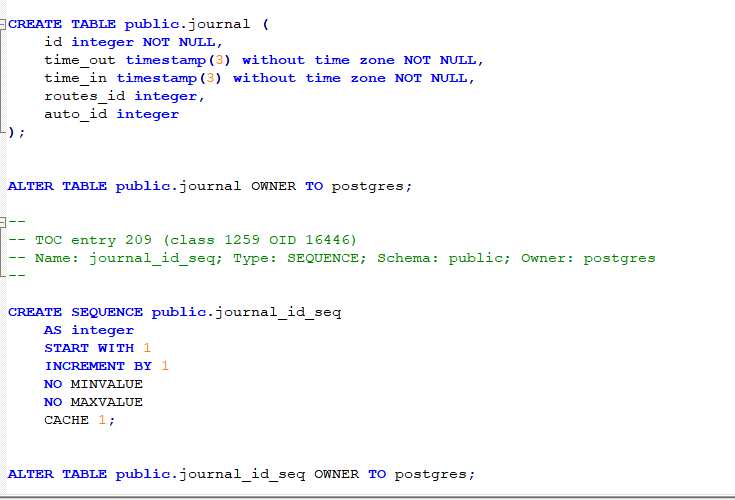 CREATE TABLE public.journal (
    id integer NOT NULL,
    time_out timestamp(3) without time zone NOT NULL,
    time_in timestamp(3) without time zone NOT NULL,
    routes_id integer,
    auto_id integer
);
ALTER TABLE public.journal OWNER TO postgres;
--
-- TOC entry 209 (class 1259 OID 16446)
-- Name: journal_id_seq; Type: SEQUENCE; Schema: public; Owner: postgres
--
CREATE SEQUENCE public.journal_id_seq
    AS integer
    START WITH 1
    INCREMENT BY 1
    NO MINVALUE
    NO MAXVALUE
    CACHE 1;
ALTER TABLE public.journal_id_seq OWNER TO postgres;